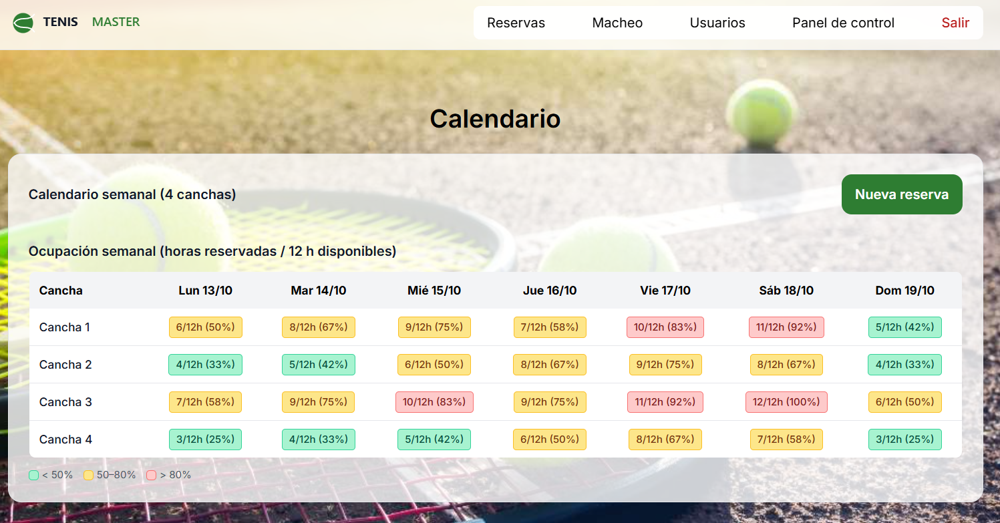 TENIS MASTER
Reservas Macheo Usuarios Panel de control Salir
Calendario
Calendario semanal (4 canchas)
Nueva reserva
Ocupación semanal (horas reservadas / 12 h disponibles)
Cancha Lun 13/10 Mar 14/10 Mié 15/10 Jue 16/10 Vie 17/10 Sáb 18/10 Dom 19/10
Cancha 1 6/12h (50%) 8/12h (67%) 9/12h (75%) 7/12h (58%) 10/12h (83%) 11/12h (92%) 5/12h (42%)
Cancha 2 4/12h (33%) 5/12h (42%) 6/12h (50%) 8/12h (67%) 9/12h (75%) 8/12h (67%) 4/12h (33%)
Cancha 3 7/12h (58%) 9/12h (75%) 10/12h (83%) 9/12h (75%) 11/12h (92%) 12/12h (100%) 6/12h (50%)
Cancha 4 3/12h (25%) 4/12h (33%) 5/12h (42%) 6/12h (50%) 8/12h (67%) 7/12h (58%) 3/12h (25%)
< 50% 50–80% > 80%